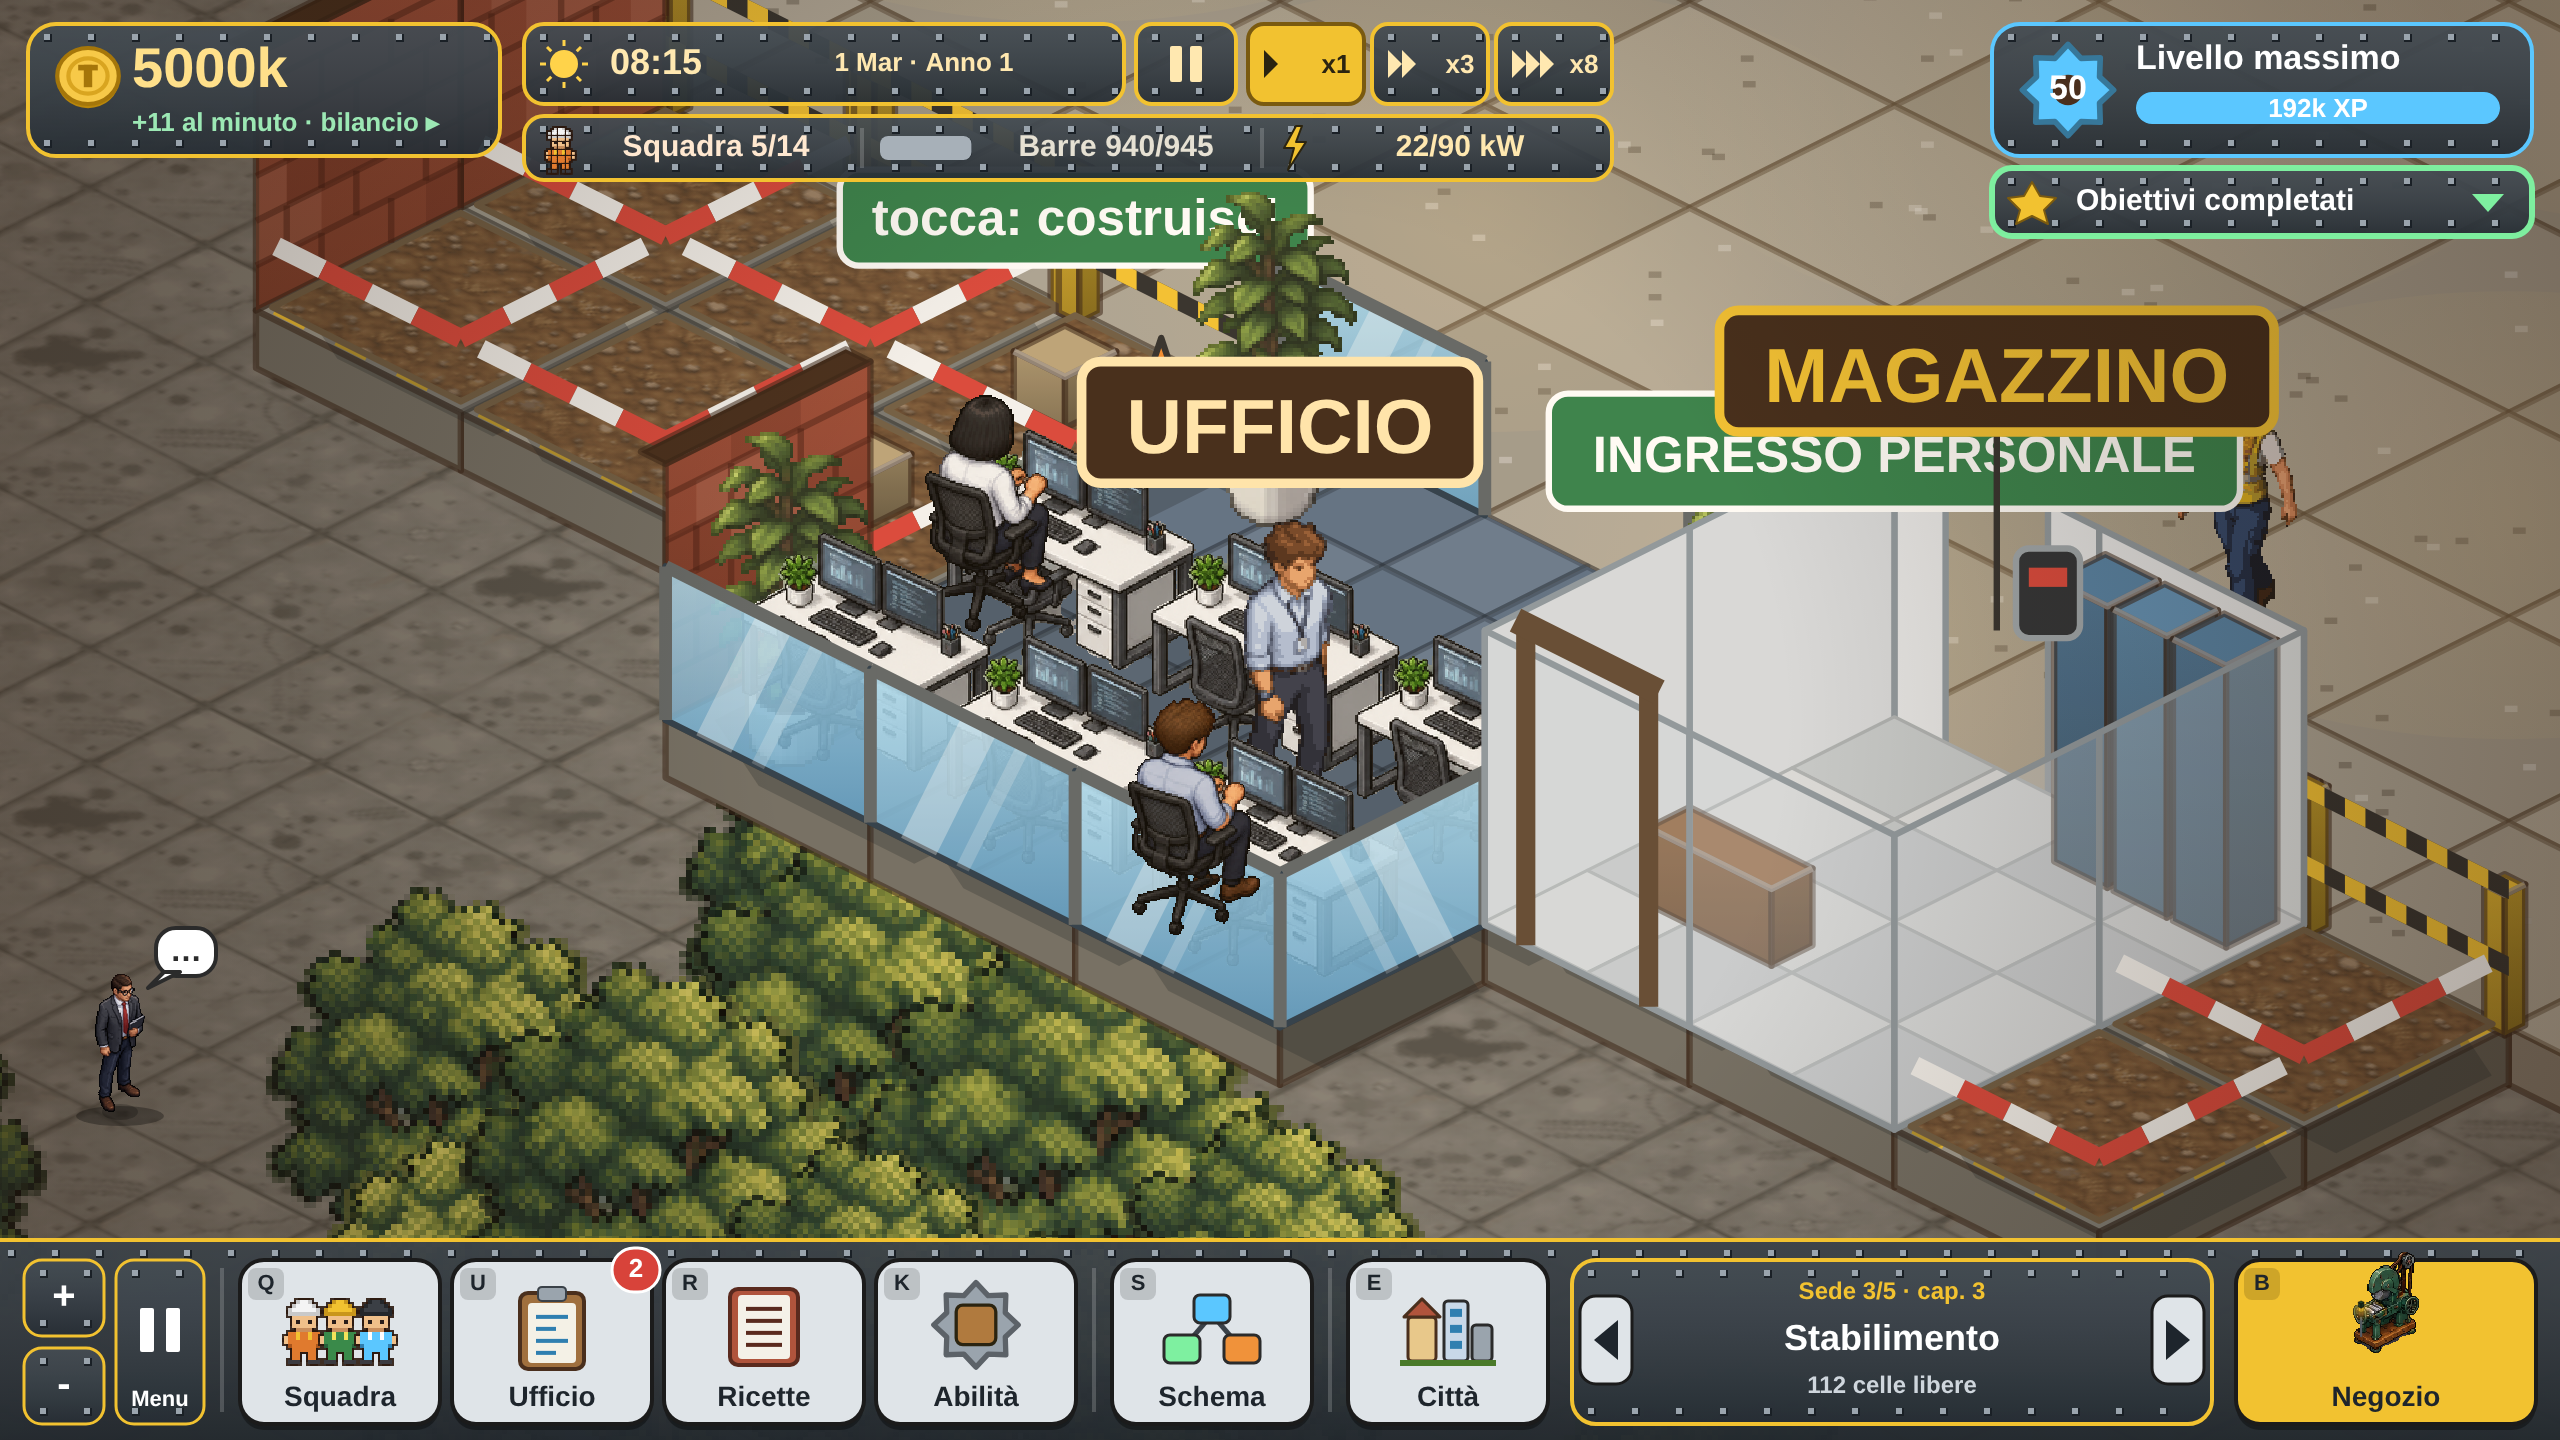 5000k
+11 al minuto · bilancio ▸
08:15
1 Mar · Anno 1
x1
x3
x8
Squadra 5/14
Barre 940/945
22/90 kW
50
Livello massimo
192k XP
Obiettivi completati
tocca: costruisci
UFFICIO
MAGAZZINO
INGRESSO PERSONALE
...
+
-
Menu
Q
Squadra
U
2
Ufficio
R
Ricette
K
Abilità
S
Schema
E
Città
Sede 3/5 · cap. 3
Stabilimento
112 celle libere
B
Negozio